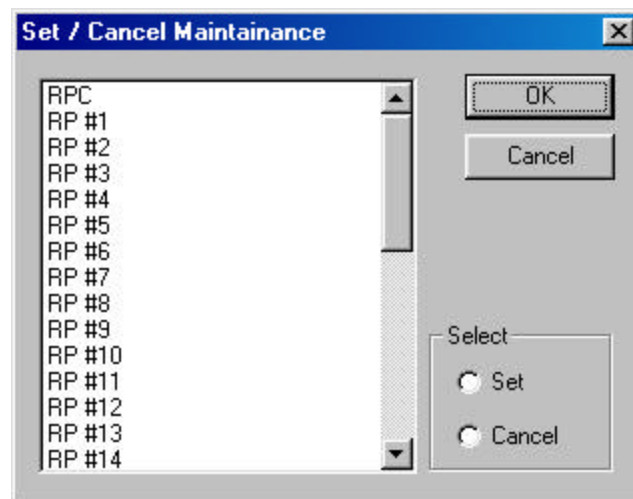 Set / Cancel Maintainance
RPC
RP #1
RP #2
RP #3
RP #4
RP #5
RP #6
RP #7
RP #8
RP #9
RP #10
RP #11
RP #12
RP #13
RP #14
OK
Cancel
Select
Set
Cancel